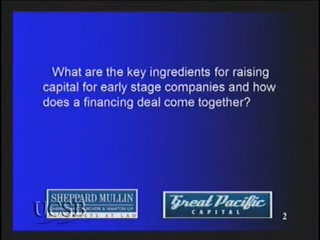 What are the key ingredients for raising
capital for early stage companies and how
does a financing deal come together?
SHEPPARD MULLIN
UCSB
Great Pacific
CAPITAL
2